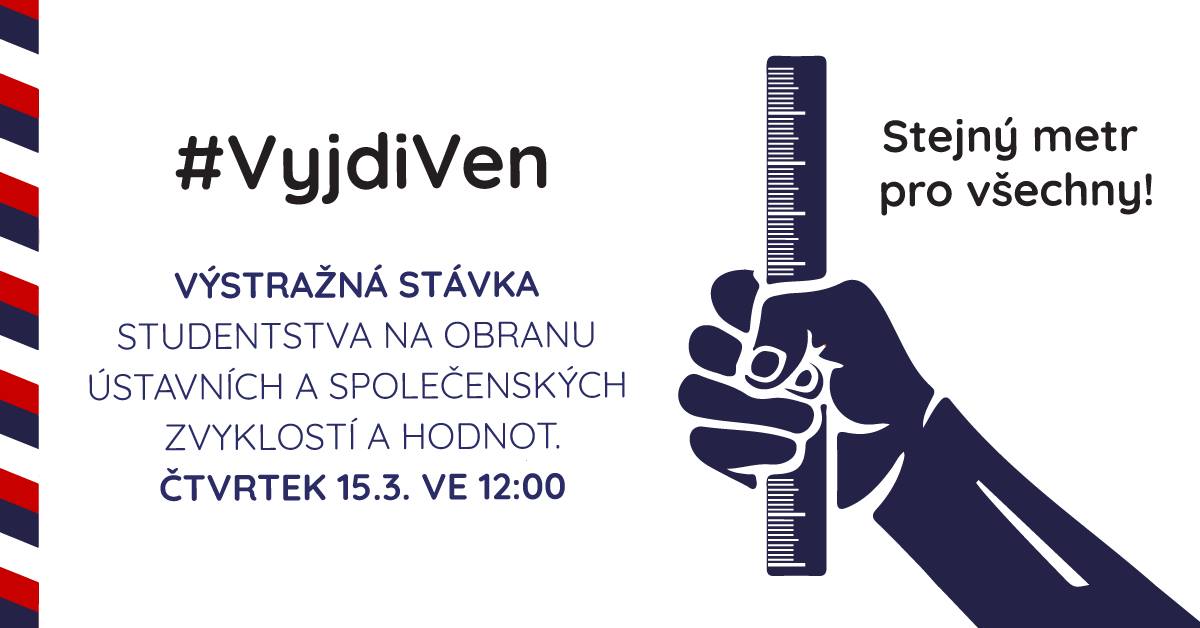 #VyjdiVen
VÝSTRAŽNÁ STÁVKA
STUDENTSTVA NA OBRANU
ÚSTAVNÍCH A SPOLEČENSKÝCH
ZVYKLOSTÍ A HODNOT.
ČTVRTEK 15.3. VE 12:00
Stejný metr
pro všechny!